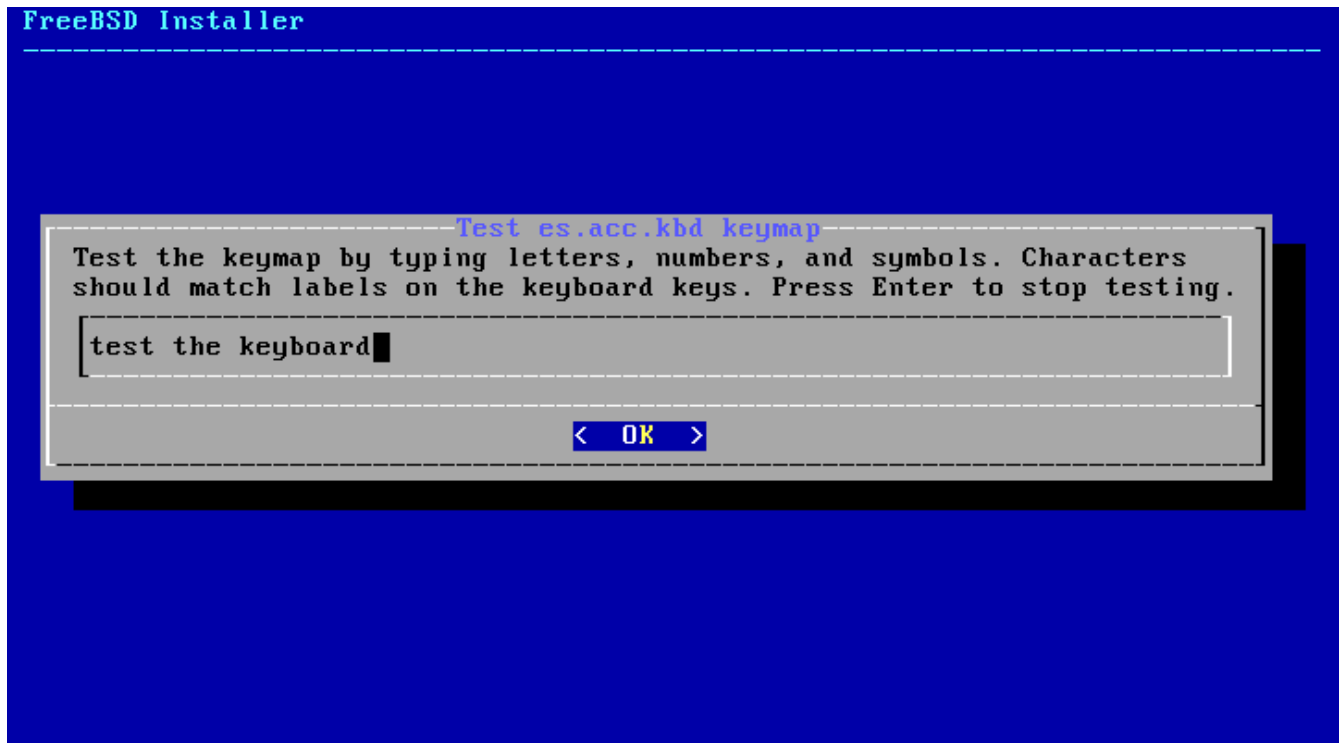 FreeBSD Installer
Test es.acc.kbd keymap
Test the keymap by typing letters, numbers, and symbols. Characters
should match labels on the keyboard keys. Press Enter to stop testing.
test the keyboard
< OK >